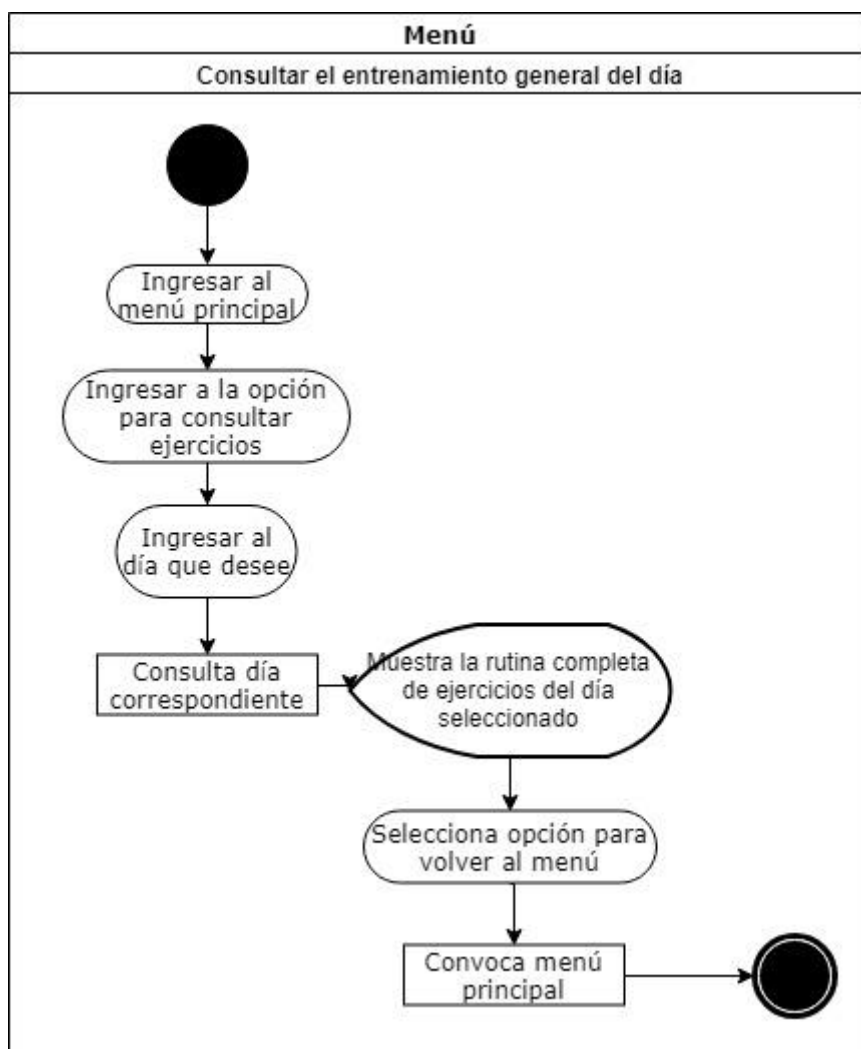 Menú
Consultar el entrenamiento general del día
Ingresar al
menú principal
Ingresar a la opción
para consultar
ejercicios
Ingresar al
día que desee
Consulta día
correspondiente
Muestra la rutina completa
de ejercicios del día
seleccionado
Selecciona opción para
volver al menú
Convoca menú
principal